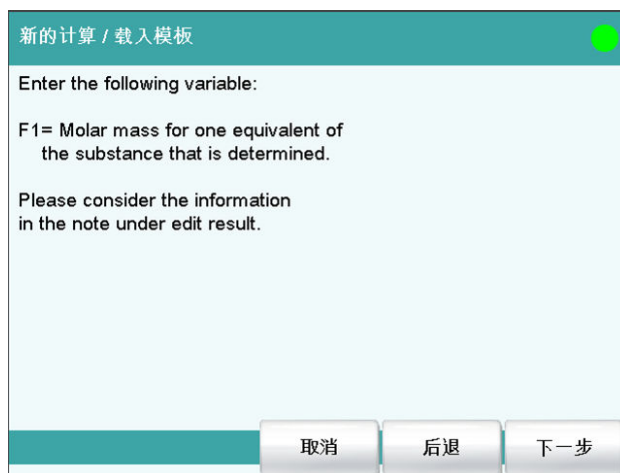 新的计算 / 载入模板
Enter the following variable:
F1= Molar mass for one equivalent of
the substance that is determined.
Please consider the information
in the note under edit result.
取消
后退
下一步